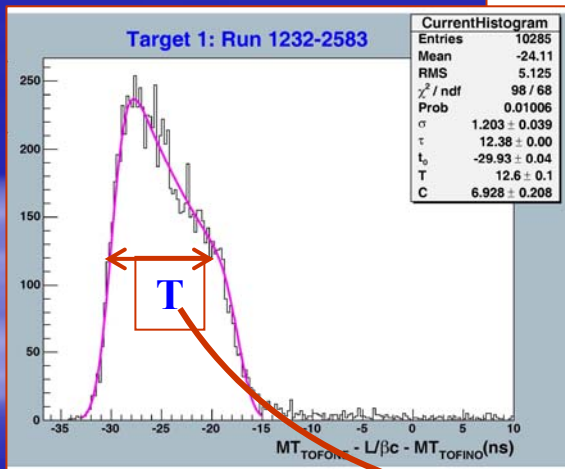 Target 1: Run 1232-2583
CurrentHistogram
Entries 10285
Mean -24.11
RMS 5.125
χ² / ndf 98 / 68
Prob 0.01006
σ 1.203 ± 0.039
τ 12.38 ± 0.00
t₀ -29.93 ± 0.04
T 12.6 ± 0.1
C 6.928 ± 0.208
250
200
150
100
50
0
T
-35 -30 -25 -20 -15 -10 -5 0 5 10
MT_TOFONE - L/βc - MT_TOFINO(ns)